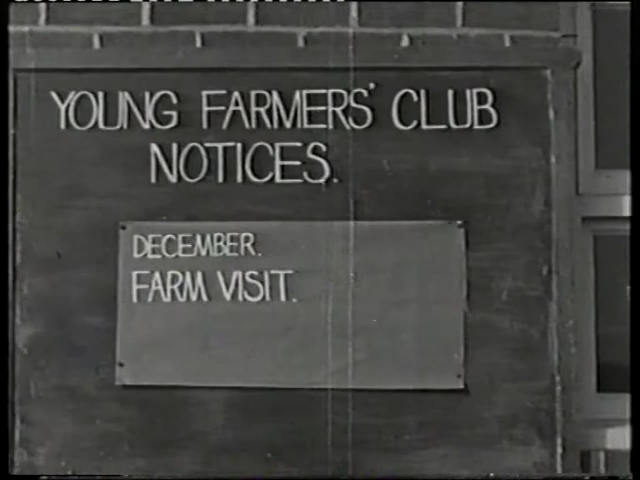 YOUNG FARMERS' CLUB
NOTICES.
DECEMBER.
FARM VISIT.